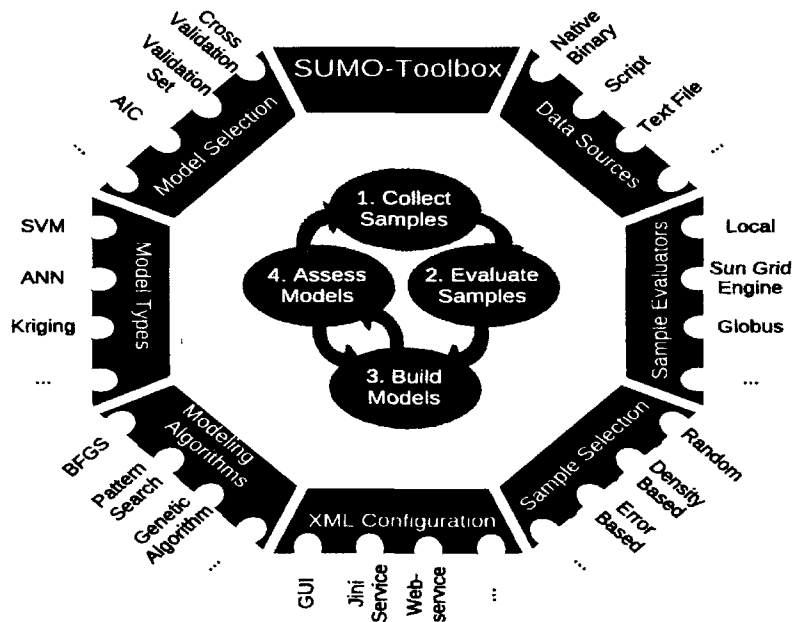 SUMO-Toolbox
Cross
Validation
Validation
Set
AIC
...
Model Selection
Native
Binary
Script
Text File
...
Data Sources
1. Collect
Samples
2. Evaluate
Samples
3. Build
Models
4. Assess
Models
SVM
ANN
Kriging
...
Model Types
Local
Sun Grid
Engine
Globus
...
Sample Evaluators
BFGS
Pattern
Search
Genetic
Algorithm
...
Modeling
Algorithms
XML Configuration
GUI
Jini
Service
Web-
service
...
Sample Selection
Random
Density
Based
Error
Based
...